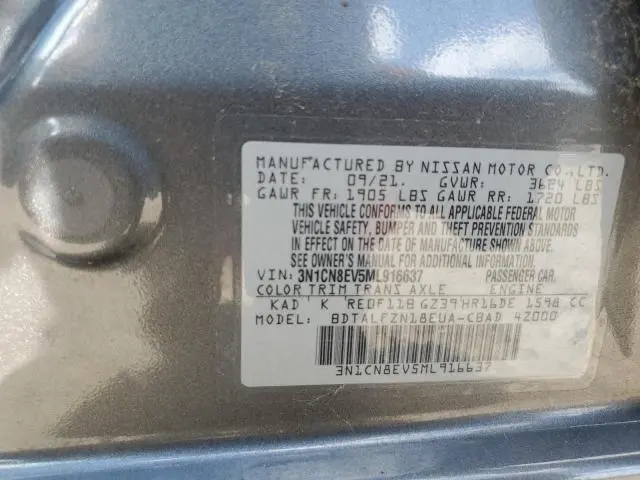 MANUFACTURED BY NISSAN MOTOR CO.,LTD.
DATE: 09/21. GVWR: 3624 LBS
GAWR FR: 1905 LBS GAWR RR: 1720 LBS
THIS VEHICLE CONFORMS TO ALL APPLICABLE FEDERAL MOTOR
VEHICLE SAFETY, BUMPER, AND THEFT PREVENTION STANDARDS
IN EFFECT ON THE DATE OF MANUFACTURE SHOWN ABOVE.
SEE OWNER'S MANUAL FOR ADDITIONAL INFORMATION.
VIN: 3N1CN8EV5ML916637 PASSENGER CAR.
COLOR TRIM TRANS AXLE ENGINE
KAD K RE0F11B GZ39 HR16DE 1598 CC
MODEL: BDTALFZN18EUA-CBAD 42000
3N1CN8EV5ML916637